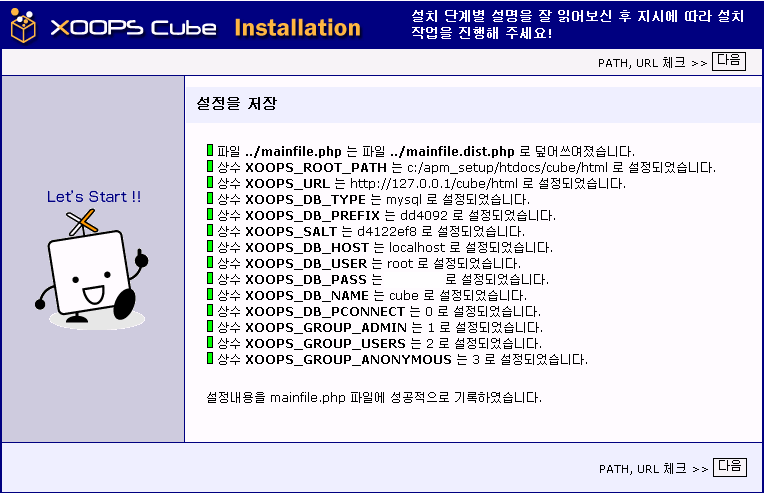 XOOPS Cube Installation
설치 단계별 설명을 잘 읽어보신 후 지시에 따라 설치
작업을 진행해 주세요!
PATH, URL 체크 >> 다음
Let's Start !!
설정을 저장
파일 ../mainfile.php 는 파일 ../mainfile.dist.php 로 덮어쓰여졌습니다.
상수 XOOPS_ROOT_PATH 는 c:/apm_setup/htdocs/cube/html 로 설정되었습니다.
상수 XOOPS_URL 는 http://127.0.0.1/cube/html 로 설정되었습니다.
상수 XOOPS_DB_TYPE 는 mysql 로 설정되었습니다.
상수 XOOPS_DB_PREFIX 는 dd4092 로 설정되었습니다.
상수 XOOPS_SALT 는 d4122ef8 로 설정되었습니다.
상수 XOOPS_DB_HOST 는 localhost 로 설정되었습니다.
상수 XOOPS_DB_USER 는 root 로 설정되었습니다.
상수 XOOPS_DB_PASS 는 로 설정되었습니다.
상수 XOOPS_DB_NAME 는 cube 로 설정되었습니다.
상수 XOOPS_DB_PCONNECT 는 0 로 설정되었습니다.
상수 XOOPS_GROUP_ADMIN 는 1 로 설정되었습니다.
상수 XOOPS_GROUP_USERS 는 2 로 설정되었습니다.
상수 XOOPS_GROUP_ANONYMOUS 는 3 로 설정되었습니다.
설정내용을 mainfile.php 파일에 성공적으로 기록하였습니다.
PATH, URL 체크 >> 다음